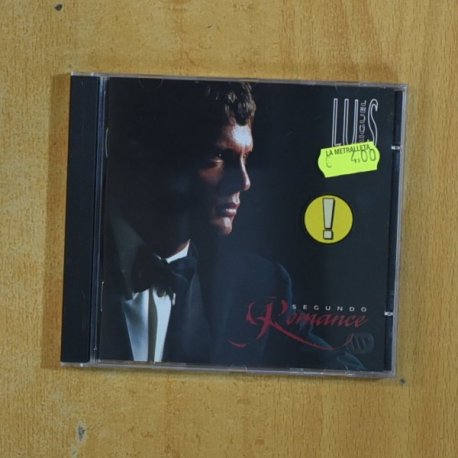 LUIS
MIGUEL
LA METRALLETA
€ 4.00
!
SEGUNDO
Romance